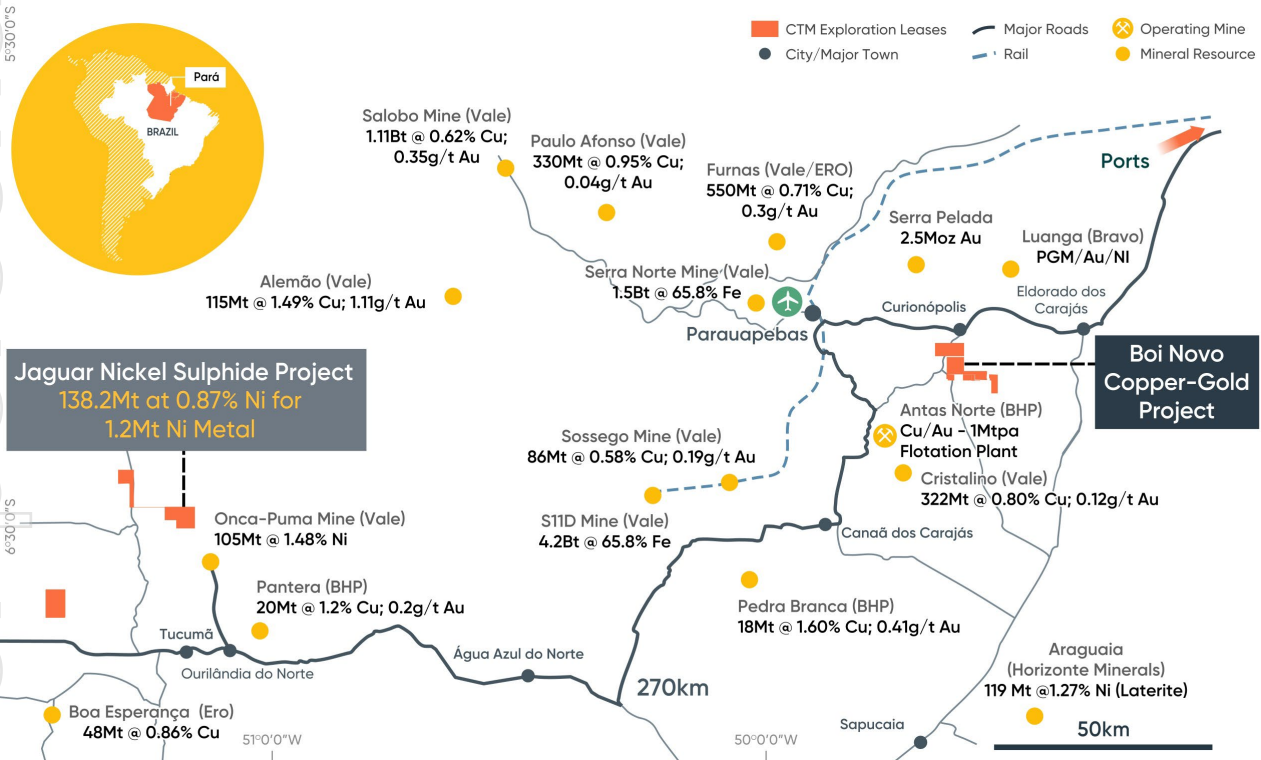 5°30'0"S
CTM Exploration Leases
City/Major Town
Major Roads
Rail
Operating Mine
Mineral Resource
Pará
BRAZIL
Salobo Mine (Vale)
1.11Bt @ 0.62% Cu;
0.35g/t Au
Paulo Afonso (Vale)
330Mt @ 0.95% Cu;
0.04g/t Au
Furnas (Vale/ERO)
550Mt @ 0.71% Cu;
0.3g/t Au
Ports
Serra Pelada
2.5Moz Au
Luanga (Bravo)
PGM/Au/NI
Alemão (Vale)
115Mt @ 1.49% Cu; 1.11g/t Au
Serra Norte Mine (Vale)
1.5Bt @ 65.8% Fe
Parauapebas
Curionópolis
Eldorado dos
Carajás
Jaguar Nickel Sulphide Project
138.2Mt at 0.87% Ni for
1.2Mt Ni Metal
Boi Novo
Copper-Gold
Project
Antas Norte (BHP)
Cu/Au - 1Mtpa
Flotation Plant
Sossego Mine (Vale)
86Mt @ 0.58% Cu; 0.19g/t Au
Cristalino (Vale)
322Mt @ 0.80% Cu; 0.12g/t Au
6°30'0"S
Onca-Puma Mine (Vale)
105Mt @ 1.48% Ni
S11D Mine (Vale)
4.2Bt @ 65.8% Fe
Canaã dos Carajás
Pantera (BHP)
20Mt @ 1.2% Cu; 0.2g/t Au
Pedra Branca (BHP)
18Mt @ 1.60% Cu; 0.41g/t Au
Tucumã
Ourilândia do Norte
Água Azul do Norte
270km
Araguaia
(Horizonte Minerals)
119 Mt @1.27% Ni (Laterite)
Boa Esperança (Ero)
48Mt @ 0.86% Cu
51°0'0"W
50°0'0"W
Sapucaia
50km